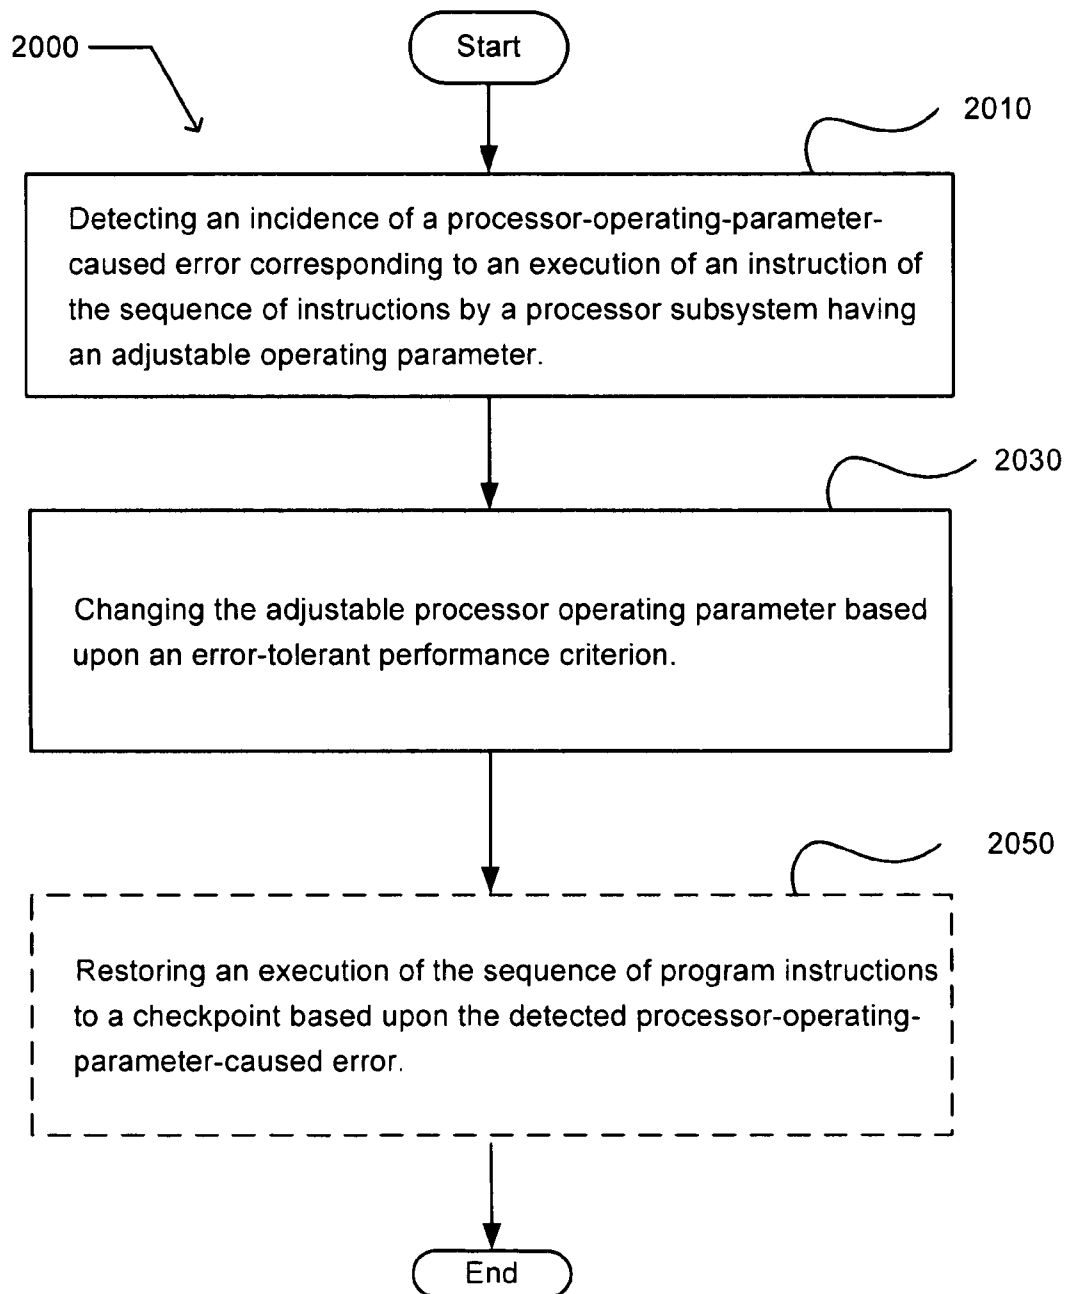 2000
Start
2010
Detecting an incidence of a processor-operating-parameter-
caused error corresponding to an execution of an instruction of
the sequence of instructions by a processor subsystem having
an adjustable operating parameter.
2030
Changing the adjustable processor operating parameter based
upon an error-tolerant performance criterion.
2050
Restoring an execution of the sequence of program instructions
to a checkpoint based upon the detected processor-operating-
parameter-caused error.
End